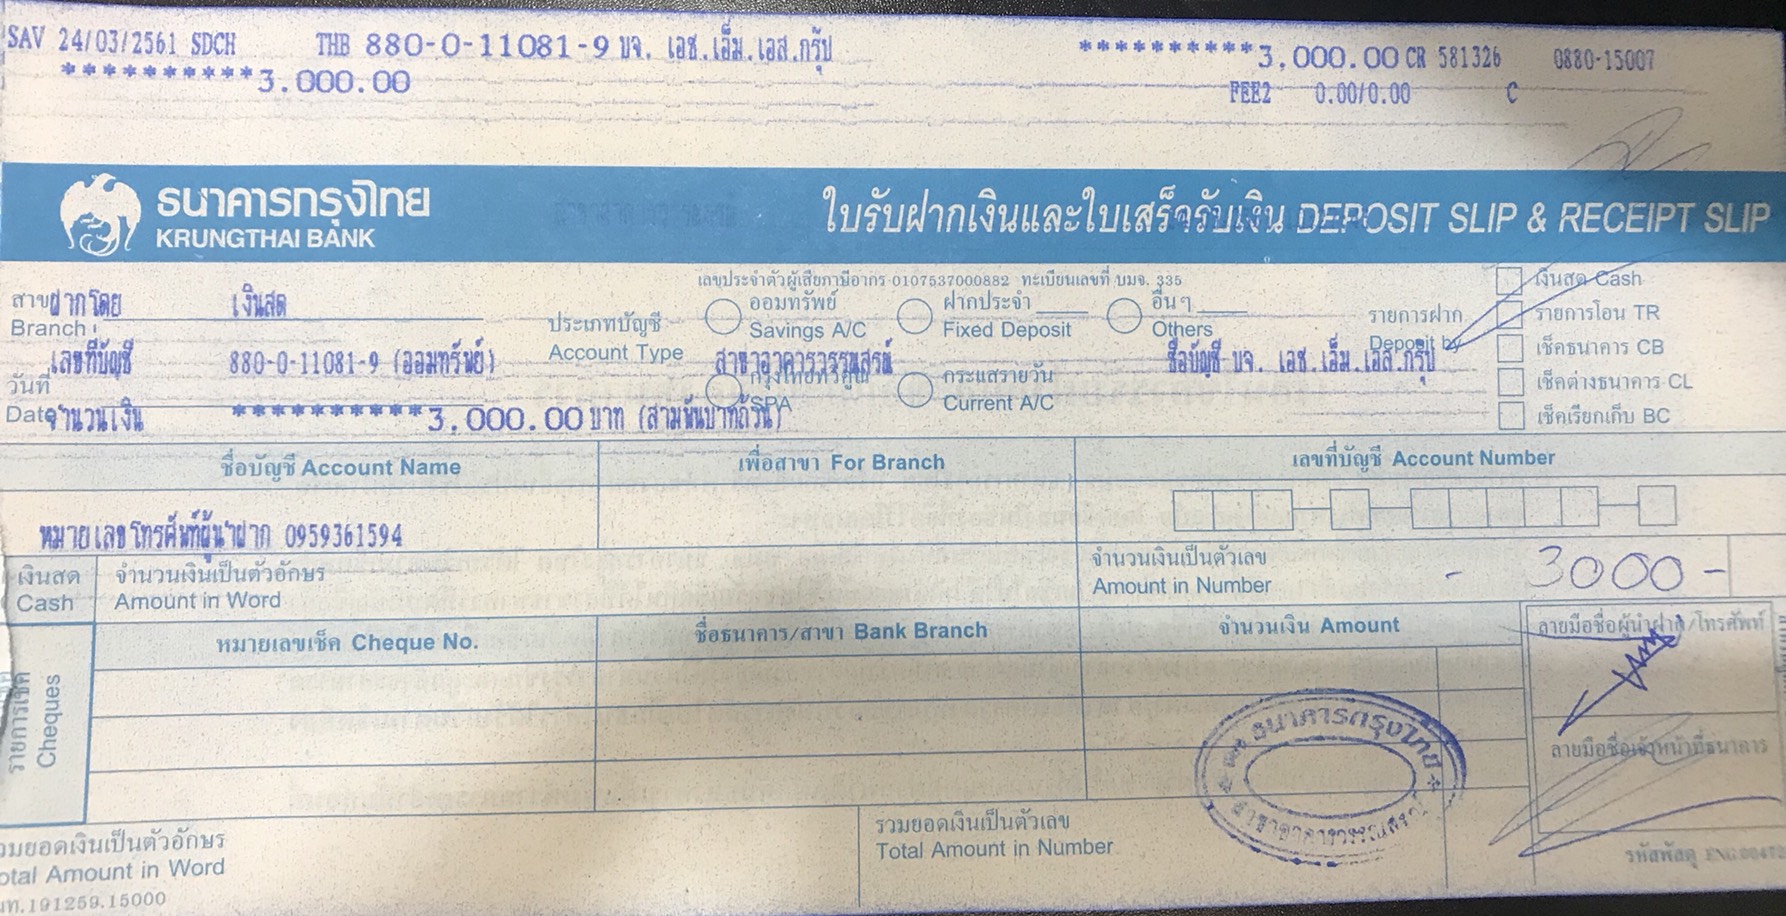 SAV 24/03/2561 SDCH THB 880-0-11081-9 บจ. เอช.เอ็ม.เอส.กรุ๊ป **********3,000.00 CR 581326 0880-15007
**********3.000.00 FEE2 0.00/0.00 C
ธนาคารกรุงไทย
KRUNGTHAI BANK
ใบรับฝากเงินและใบเสร็จรับเงิน DEPOSIT SLIP & RECEIPT SLIP
เลขประจำตัวผู้เสียภาษีอากร 0107537000882 ทะเบียนเลขที่ บมจ. 335
สาขา
Branch
ฝากโดย เงินสด
ประเภทบัญชี
Account Type
ออมทรัพย์
Savings A/C
ฝากประจำ
Fixed Deposit
อื่นๆ
Others
รายการฝาก
Deposit by
เงินสด Cash
รายการโอน TR
เช็คธนาคาร CB
เช็คต่างธนาคาร CL
เช็คเรียกเก็บ BC
เลขที่บัญชี 880-0-11081-9 (ออมทรัพย์) สาขาอาคารวรรณสรณ์ ชื่อบัญชี บจ. เอช.เอ็ม.เอส.กรุ๊ป
วันที่
Date
กรุงไทยทวีคูณ
SPA
กระแสรายวัน
Current A/C
จำนวนเงิน **********3,000.00 บาท (สามพันบาทถ้วน)
ชื่อบัญชี Account Name
เพื่อสาขา For Branch
เลขที่บัญชี Account Number
หมายเลขโทรศัพท์ผู้นำฝาก 0959361594
เงินสด
Cash
จำนวนเงินเป็นตัวอักษร
Amount in Word
จำนวนเงินเป็นตัวเลข
Amount in Number
- 3000 -
รายการเช็ค
Cheques
หมายเลขเช็ค Cheque No.
ชื่อธนาคาร/สาขา Bank Branch
จำนวนเงิน Amount
ลายมือชื่อผู้นำฝาก/โทรศัพท์
ลายมือชื่อเจ้าหน้าที่ธนาคาร
บมจ. ธนาคารกรุงไทย
สาขาอาคารวรรณสรณ์
รวมยอดเงินเป็นตัวอักษร
Total Amount in Word
รวมยอดเงินเป็นตัวเลข
Total Amount in Number
รหัสพัสดุ
มท.191259.15000